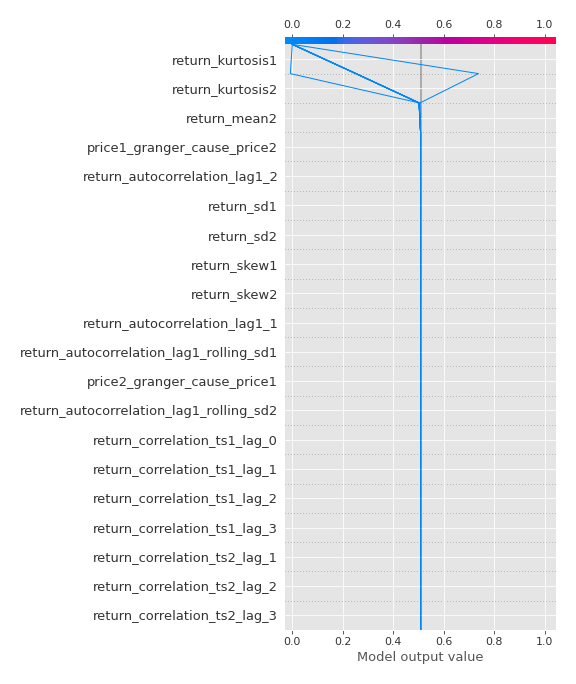 0.0 0.2 0.4 0.6 0.8 1.0
return_kurtosis1
return_kurtosis2
return_mean2
price1_granger_cause_price2
return_autocorrelation_lag1_2
return_sd1
return_sd2
return_skew1
return_skew2
return_autocorrelation_lag1_1
return_autocorrelation_lag1_rolling_sd1
price2_granger_cause_price1
return_autocorrelation_lag1_rolling_sd2
return_correlation_ts1_lag_0
return_correlation_ts1_lag_1
return_correlation_ts1_lag_2
return_correlation_ts1_lag_3
return_correlation_ts2_lag_1
return_correlation_ts2_lag_2
return_correlation_ts2_lag_3
0.0 0.2 0.4 0.6 0.8 1.0
Model output value